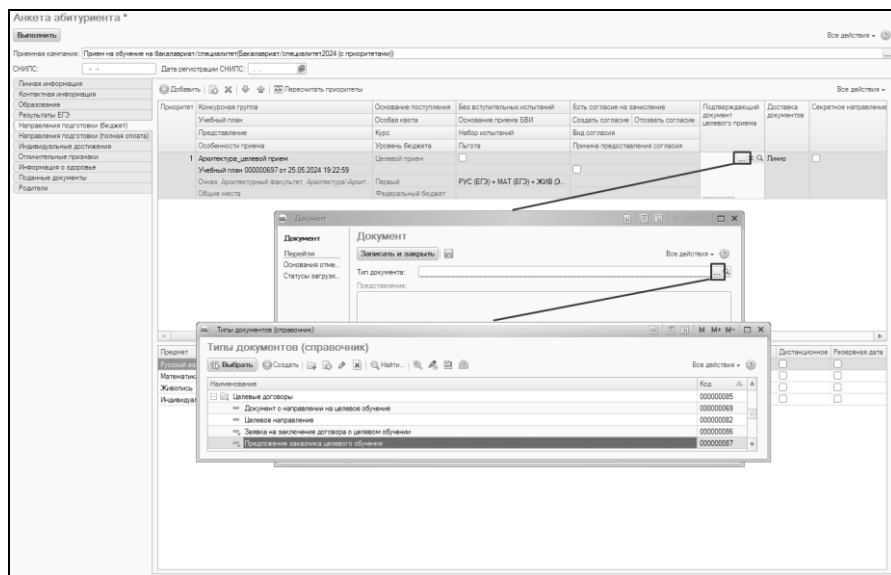 Анкета абитуриента *
Выполнить
Все действия
Приемная кампания: Прием на обучение на бакалавриат/специалитет(Бакалавриат/специалитет2024 (с приоритетами))
СНИЛС: - - Дата регистрации СНИЛС: . .
Личная информация
Контактная информация
Образование
Результаты ЕГЭ
Направления подготовки (бюджет)
Направления подготовки (полная оплата)
Индивидуальные достижения
Отличительные признаки
Информация о здоровье
Поданные документы
Родители
Добавить Пересчитать приоритеты Все действия
Приоритет Конкурсная группа Основание поступления Без вступительных испытаний Есть согласие на зачисление Подтверждающий документ целевого приема Доставка документов Секретное направление
Учебный план Особая квота Основание приема БВИ Создать согласие Отозвать согласие
Представление Курс Набор испытаний Вид согласия
Особенности приема Уровень бюджета Льгота Причина предоставления согласия
1 Архитектура_целевой прием Целевой прием ... Лично
Учебный план 000000697 от 25.05.2024 19:22:59
Очная, Архитектурный факультет, Архитектура\Архит... Первый РУС (ЕГЭ) + МАТ (ЕГЭ) + ЖИВ (Э...
Общие места Федеральный бюджет
Документ
Документ
Документ
Перейти
Основания отме...
Статусы загрузк...
Записать и закрыть Все действия
Тип документа: ...
Представление:
Типы документов (справочник) M M+ M-
Типы документов (справочник)
Выбрать Создать Найти... Все действия
Наименование Код
Целевые договоры 000000085
Документ о направлении на целевое обучение 000000069
Целевое направление 000000082
Заявка на заключение договора о целевом обучении 000000086
Предложение заказчика целевого обучения 000000087
Предмет Дистанционное Резервная дата
Русский яз
Математик
Живопись
Индивидуал